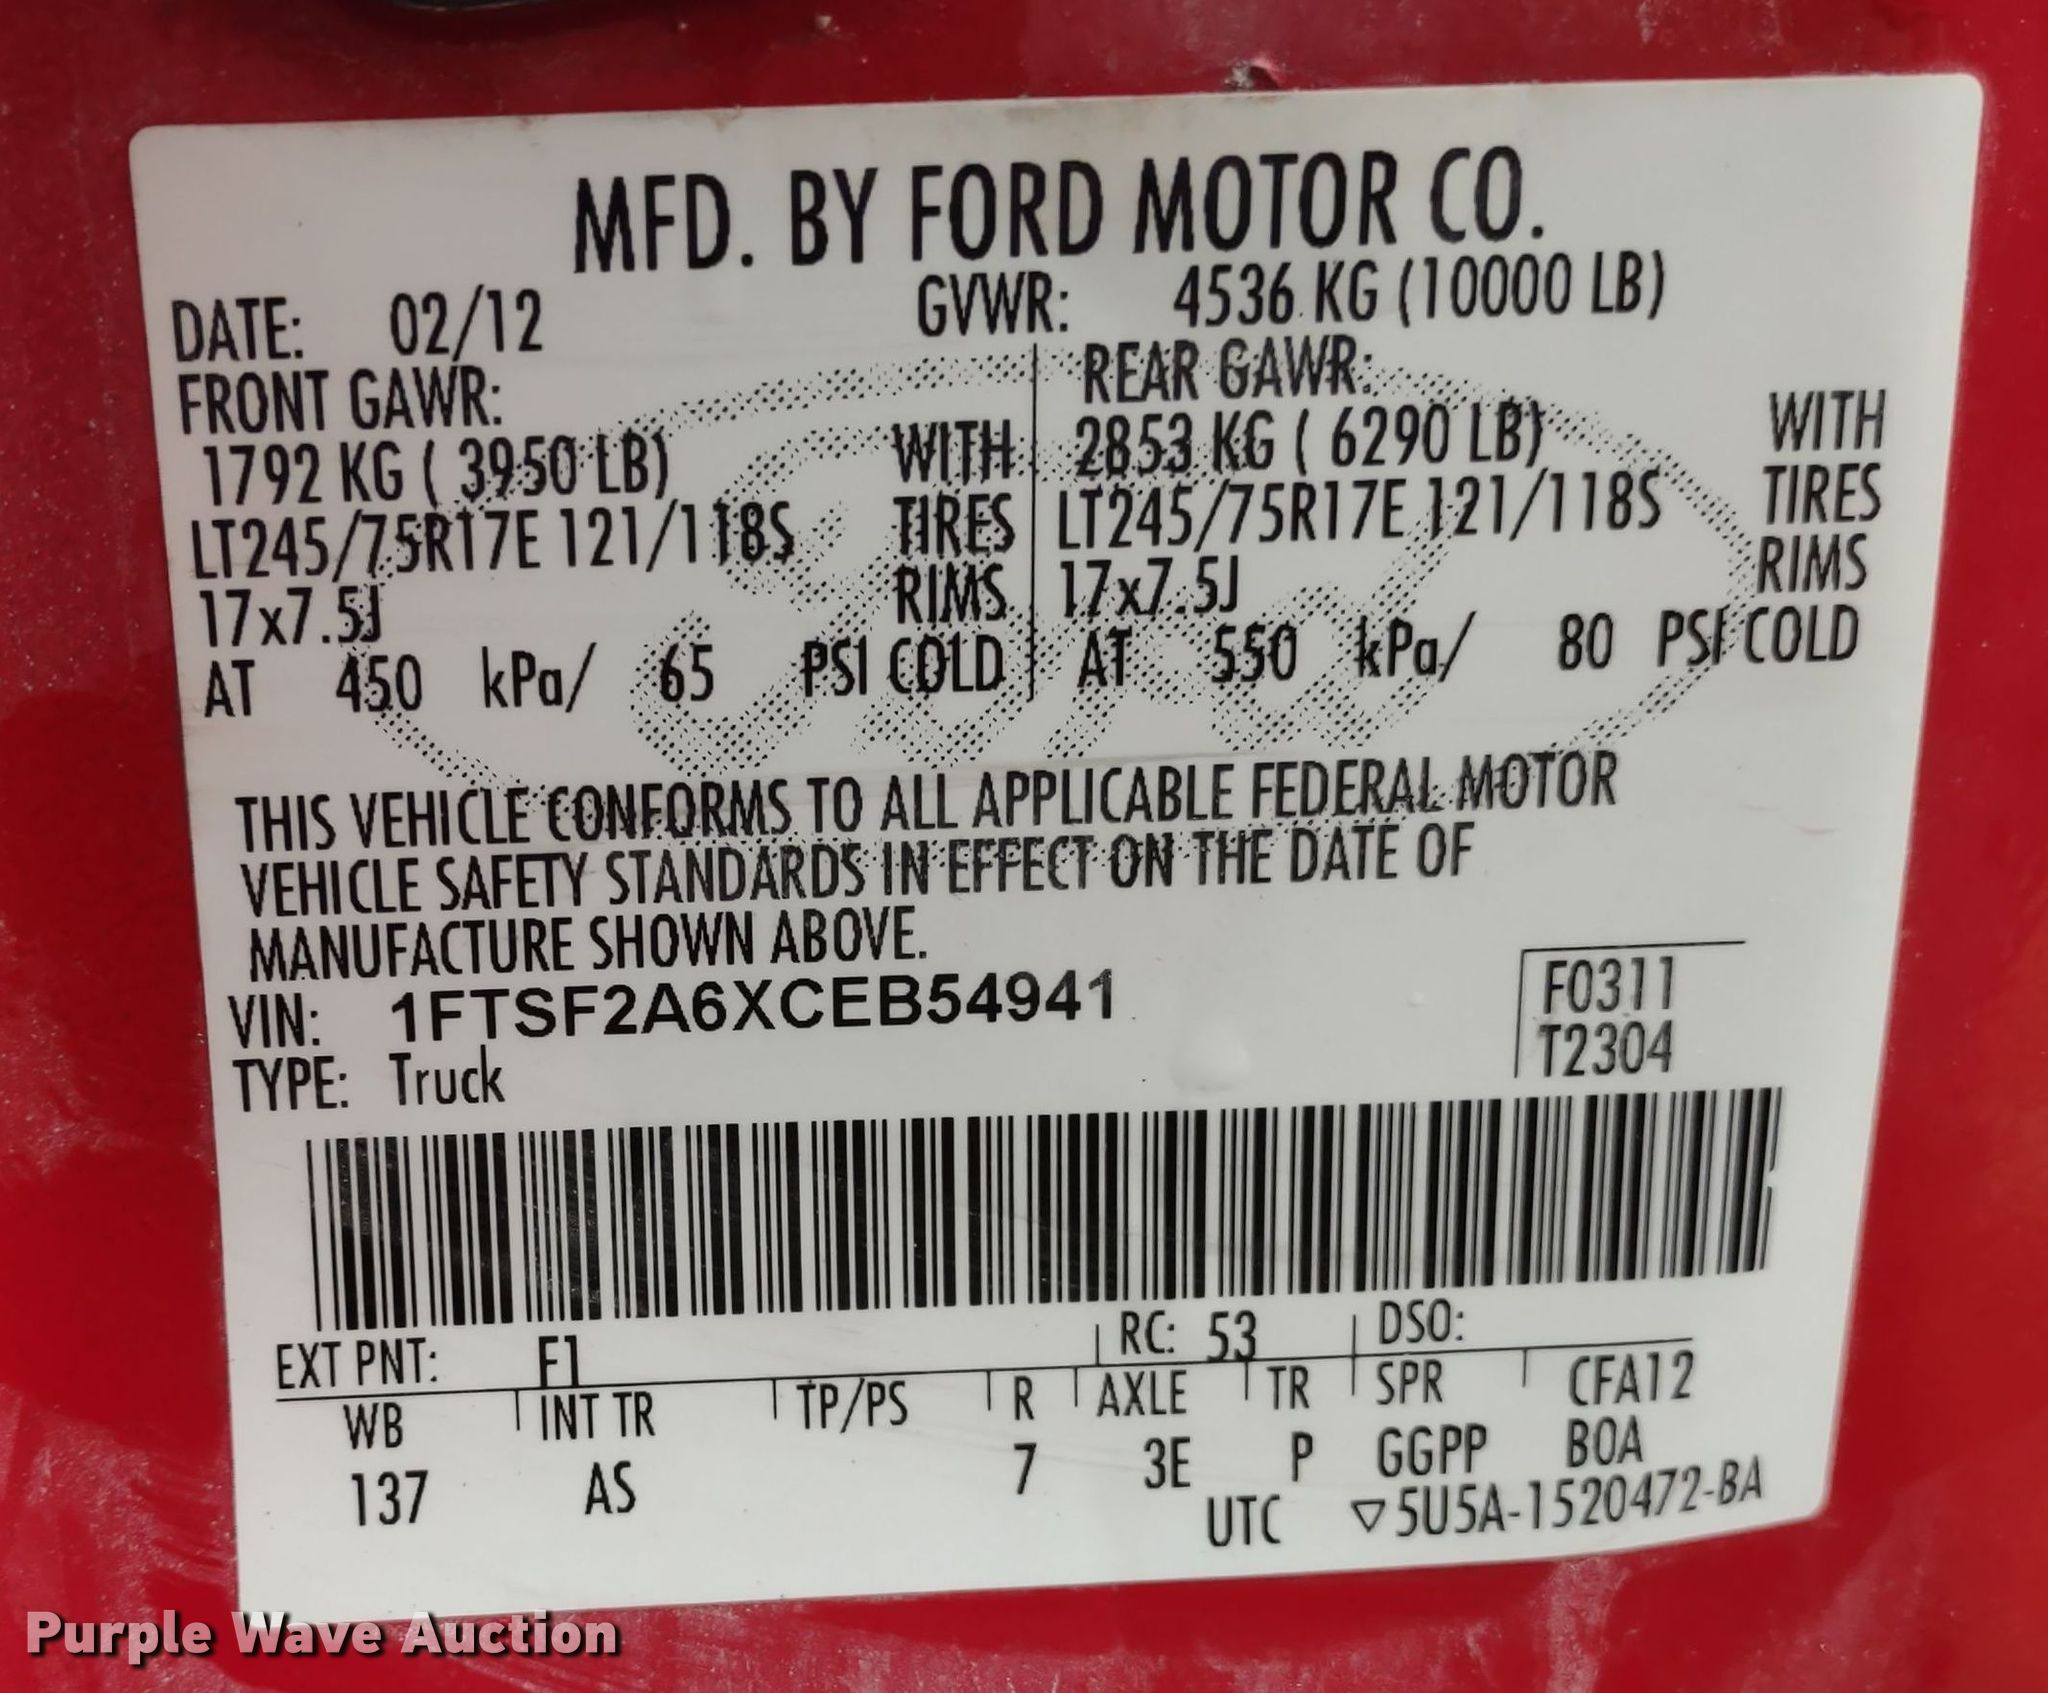 MFD. BY FORD MOTOR CO.
DATE: 02/12 GVWR: 4536 KG (10000 LB)
FRONT GAWR: REAR GAWR:
1792 KG ( 3950 LB) WITH 2853 KG ( 6290 LB) WITH
LT245/75R17E 121/118S TIRES LT245/75R17E 121/118S TIRES
17x7.5J RIMS 17x7.5J RIMS
AT 450 kPa/ 65 PSI COLD AT 550 kPa/ 80 PSI COLD
THIS VEHICLE CONFORMS TO ALL APPLICABLE FEDERAL MOTOR
VEHICLE SAFETY STANDARDS IN EFFECT ON THE DATE OF
MANUFACTURE SHOWN ABOVE.
VIN: 1FTSF2A6XCEB54941 F0311
TYPE: Truck T2304
EXT PNT: F1 RC: 53 DSO:
WB INT TR TP/PS R AXLE TR SPR CFA12
137 AS 7 3E P GGPP BOA
UTC ▽5U5A-1520472-BA
Purple Wave Auction